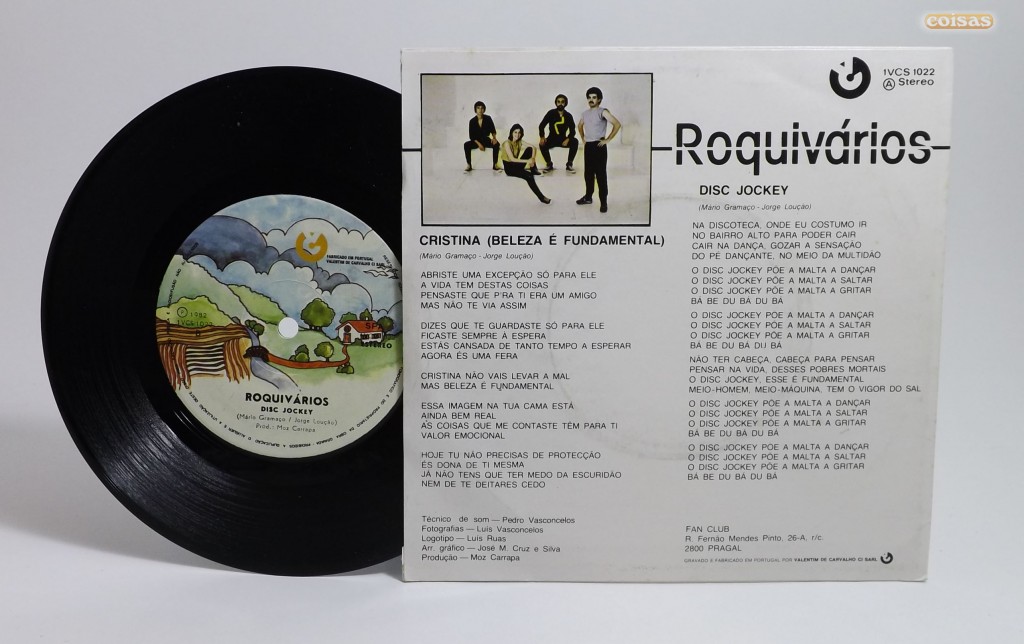 coisas
1VCS 1022
A Stereo
Roquivários
CRISTINA (BELEZA É FUNDAMENTAL)
(Mário Gramaço - Jorge Loução)
ABRISTE UMA EXCEPÇÃO SÓ PARA ELE
A VIDA TEM DESTAS COISAS
PENSASTE QUE P'RA TI ERA UM AMIGO
MAS NÃO TE VIA ASSIM
DIZES QUE TE GUARDASTE SÓ PARA ELE
FICASTE SEMPRE À ESPERA
ESTÁS CANSADA DE TANTO TEMPO A ESPERAR
AGORA ÉS UMA FERA
CRISTINA NÃO VAIS LEVAR A MAL
MAS BELEZA É FUNDAMENTAL
ESSA IMAGEM NA TUA CAMA ESTÁ
AINDA BEM REAL
AS COISAS QUE ME CONTASTE TÊM PARA TI
VALOR EMOCIONAL
HOJE TU NÃO PRECISAS DE PROTECÇÃO
ÉS DONA DE TI MESMA
JÁ NÃO TENS QUE TER MEDO DA ESCURIDÃO
NEM DE TE DEITARES CEDO
Técnico de som — Pedro Vasconcelos
Fotografias — Luís Vasconcelos
Logotipo — Luís Ruas
Arr. gráfico — José M. Cruz e Silva
Produção — Moz Carrapa
DISC JOCKEY
(Mário Gramaço - Jorge Loução)
NA DISCOTECA, ONDE EU COSTUMO IR
NO BAIRRO ALTO PARA PODER CAIR
CAIR NA DANÇA, GOZAR A SENSAÇÃO
DO PÉ DANÇANTE, NO MEIO DA MULTIDÃO
O DISC JOCKEY PÕE A MALTA A DANÇAR
O DISC JOCKEY PÕE A MALTA A SALTAR
O DISC JOCKEY PÕE A MALTA A GRITAR
BÁ BE DU BÁ DU BÁ
O DISC JOCKEY PÕE A MALTA A DANÇAR
O DISC JOCKEY PÕE A MALTA A SALTAR
O DISC JOCKEY PÕE A MALTA A GRITAR
BÁ BE DU BÁ DU BÁ
NÃO TER CABEÇA, CABEÇA PARA PENSAR
PENSAR NA VIDA, DESSES POBRES MORTAIS
O DISC JOCKEY, ESSE É FUNDAMENTAL
MEIO-HOMEM, MEIO-MÁQUINA, TEM O VIGOR DO SAL
O DISC JOCKEY PÕE A MALTA A DANÇAR
O DISC JOCKEY PÕE A MALTA A SALTAR
O DISC JOCKEY PÕE A MALTA A GRITAR
BÁ BE DU BÁ DU BÁ
O DISC JOCKEY PÕE A MALTA A DANÇAR
O DISC JOCKEY PÕE A MALTA A SALTAR
O DISC JOCKEY PÕE A MALTA A GRITAR
BÁ BE DU BÁ DU BÁ
FAN CLUB
R. Fernão Mendes Pinto, 26-A, r/c.
2800 PRAGAL
GRAVADO E FABRICADO EM PORTUGAL POR VALENTIM DE CARVALHO CI SARL
FABRICADO EM PORTUGAL
VALENTIM DE CARVALHO CI SARL
℗ 1982
1VCS-1022
SPA
STEREO
ROQUIVÁRIOS
DISC JOCKEY
(Mário Gramaço / Jorge Loução)
Prod.: Moz Carrapa